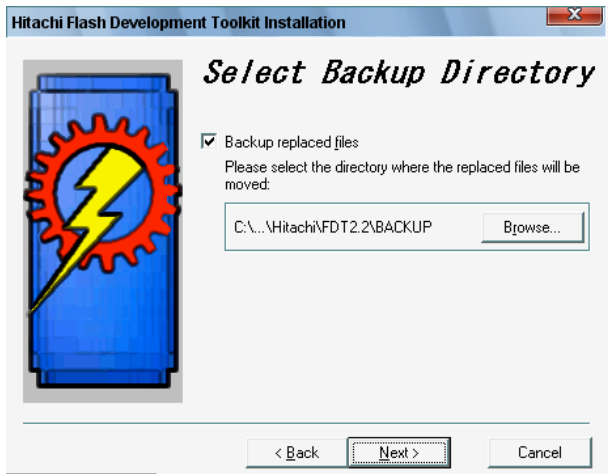 Hitachi Flash Development Toolkit Installation
Select Backup Directory
Backup replaced files
Please select the directory where the replaced files will be
moved:
C:\...\Hitachi\FDT2.2\BACKUP
Browse...
< Back
Next >
Cancel